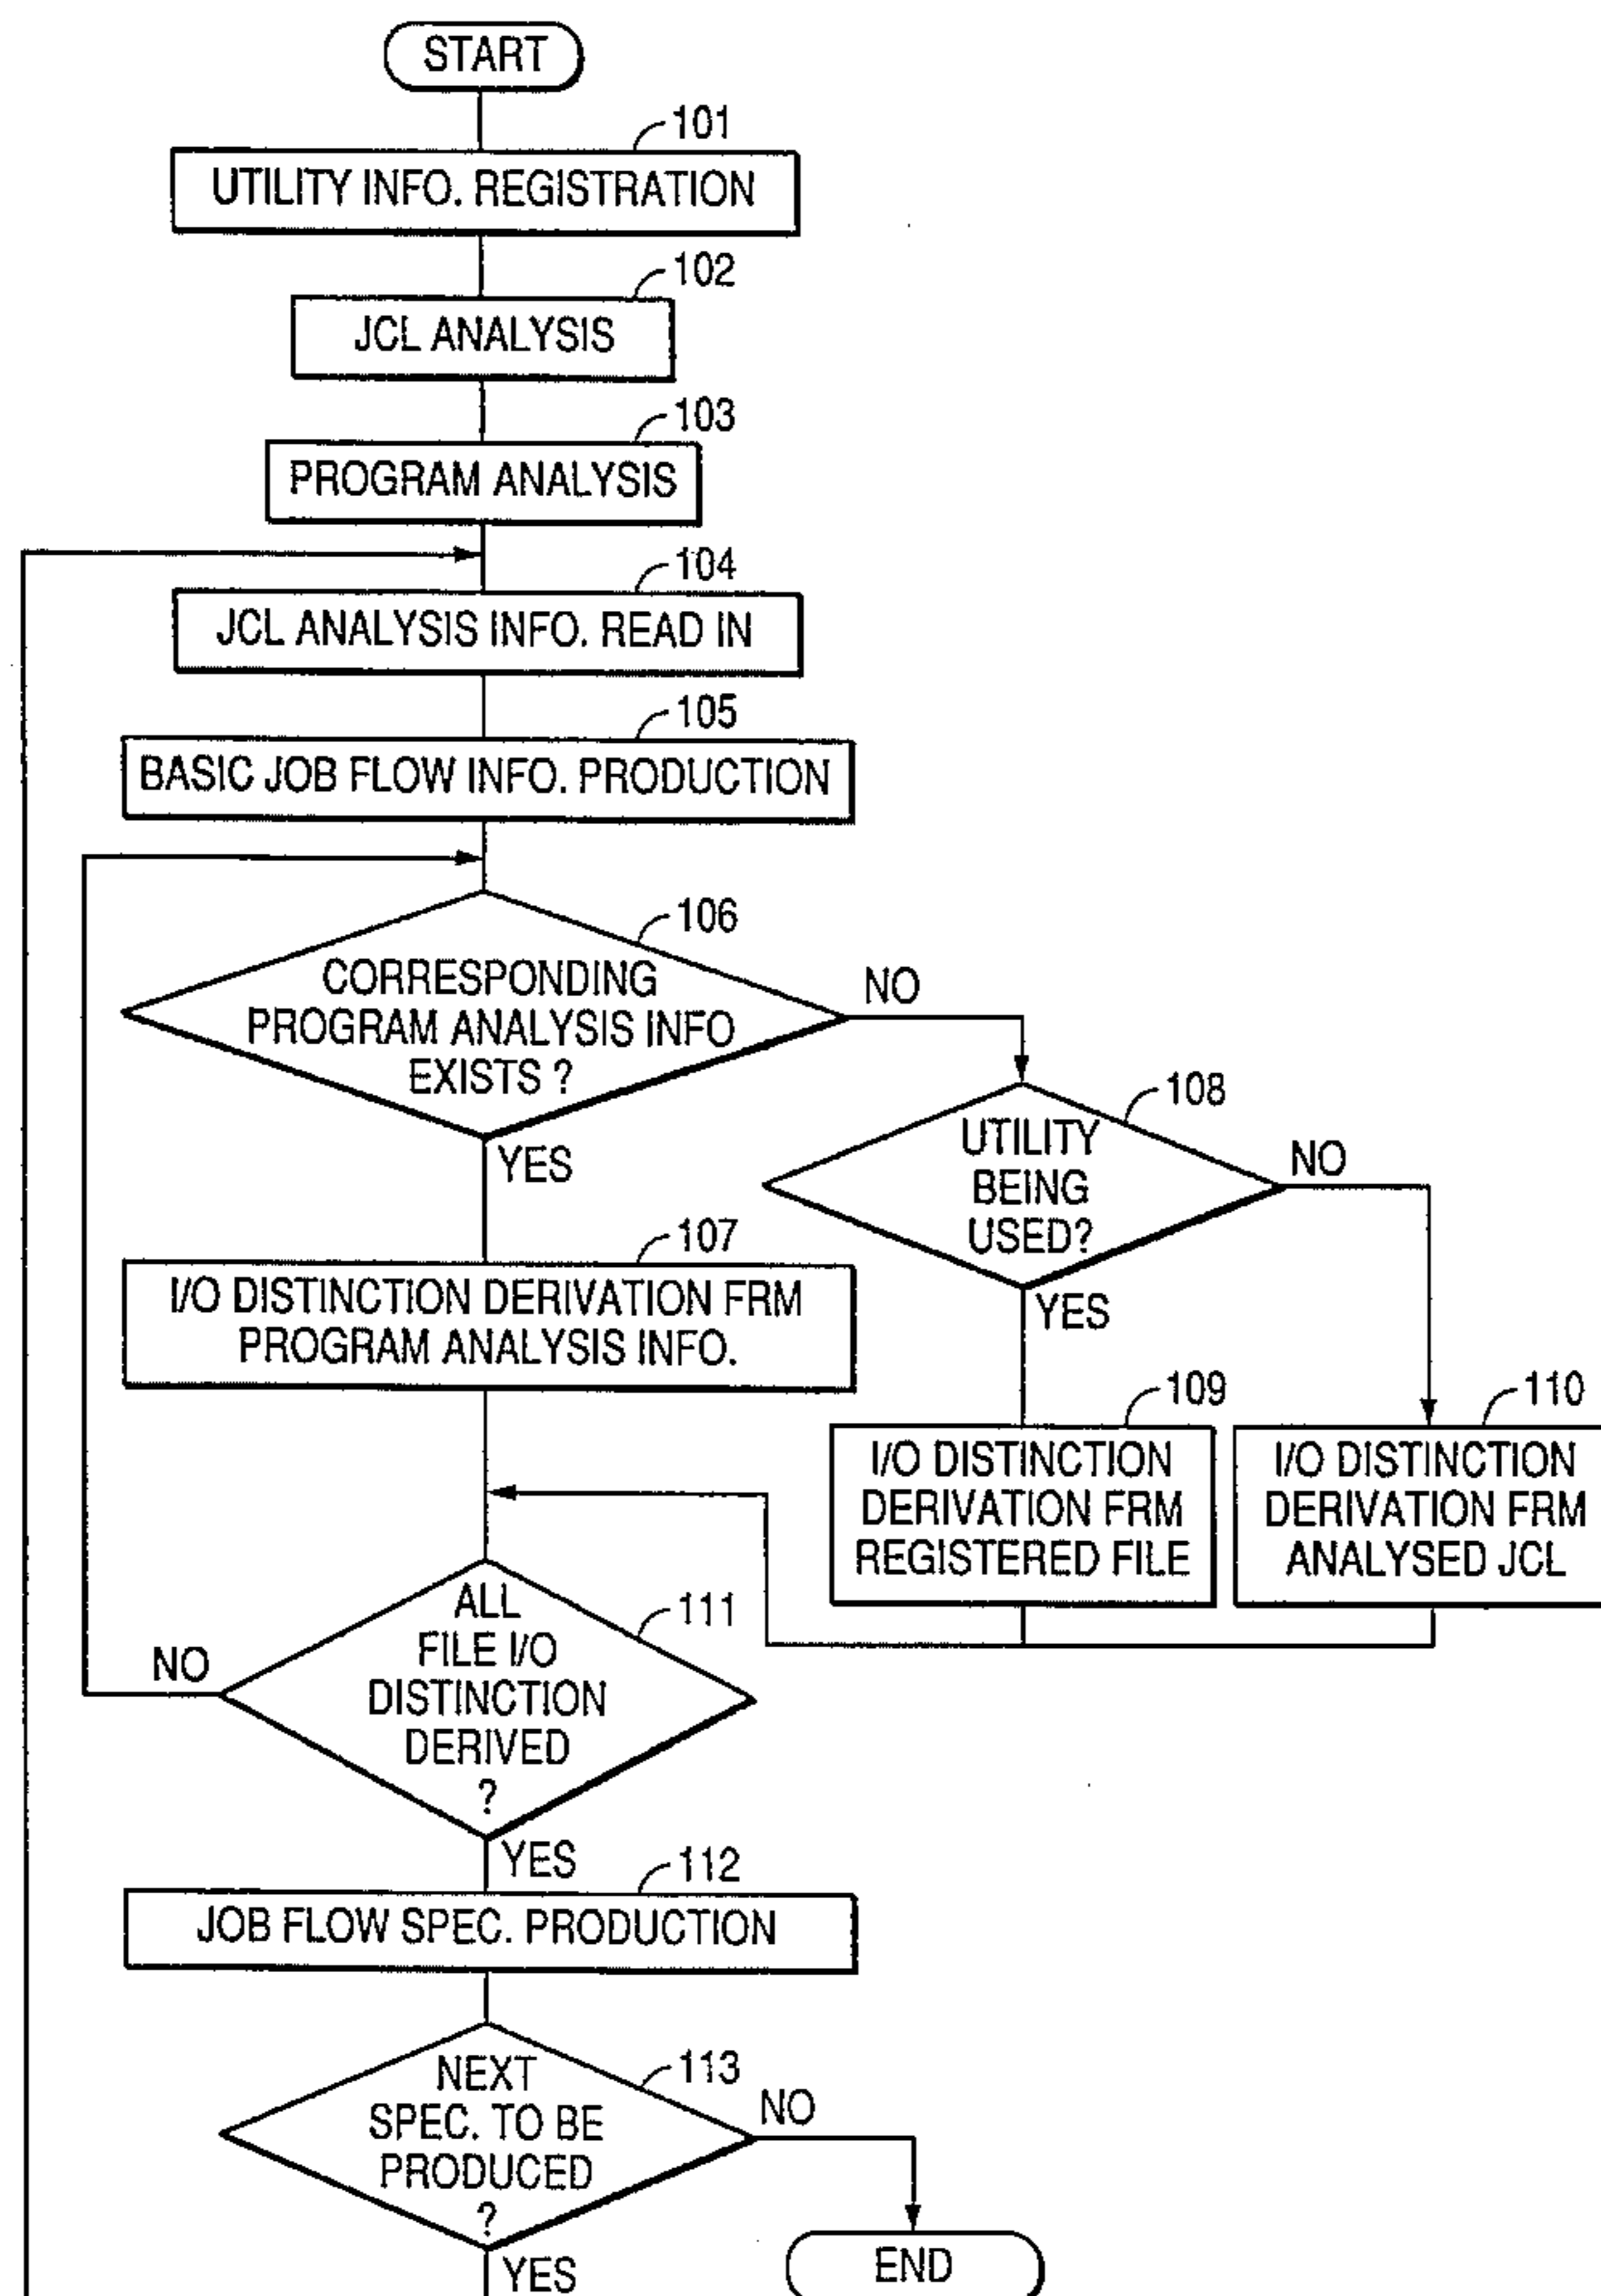 START
101
UTILITY INFO. REGISTRATION
102
JCL ANALYSIS
103
PROGRAM ANALYSIS
104
JCL ANALYSIS INFO. READ IN
105
BASIC JOB FLOW INFO. PRODUCTION
106
CORRESPONDING
PROGRAM ANALYSIS INFO
EXISTS ?
NO
YES
108
UTILITY
BEING
USED?
NO
YES
107
I/O DISTINCTION DERIVATION FRM
PROGRAM ANALYSIS INFO.
109
I/O DISTINCTION
DERIVATION FRM
REGISTERED FILE
110
I/O DISTINCTION
DERIVATION FRM
ANALYSED JCL
111
ALL
FILE I/O
DISTINCTION
DERIVED
?
NO
YES
112
JOB FLOW SPEC. PRODUCTION
113
NEXT
SPEC. TO BE
PRODUCED
?
NO
YES
END